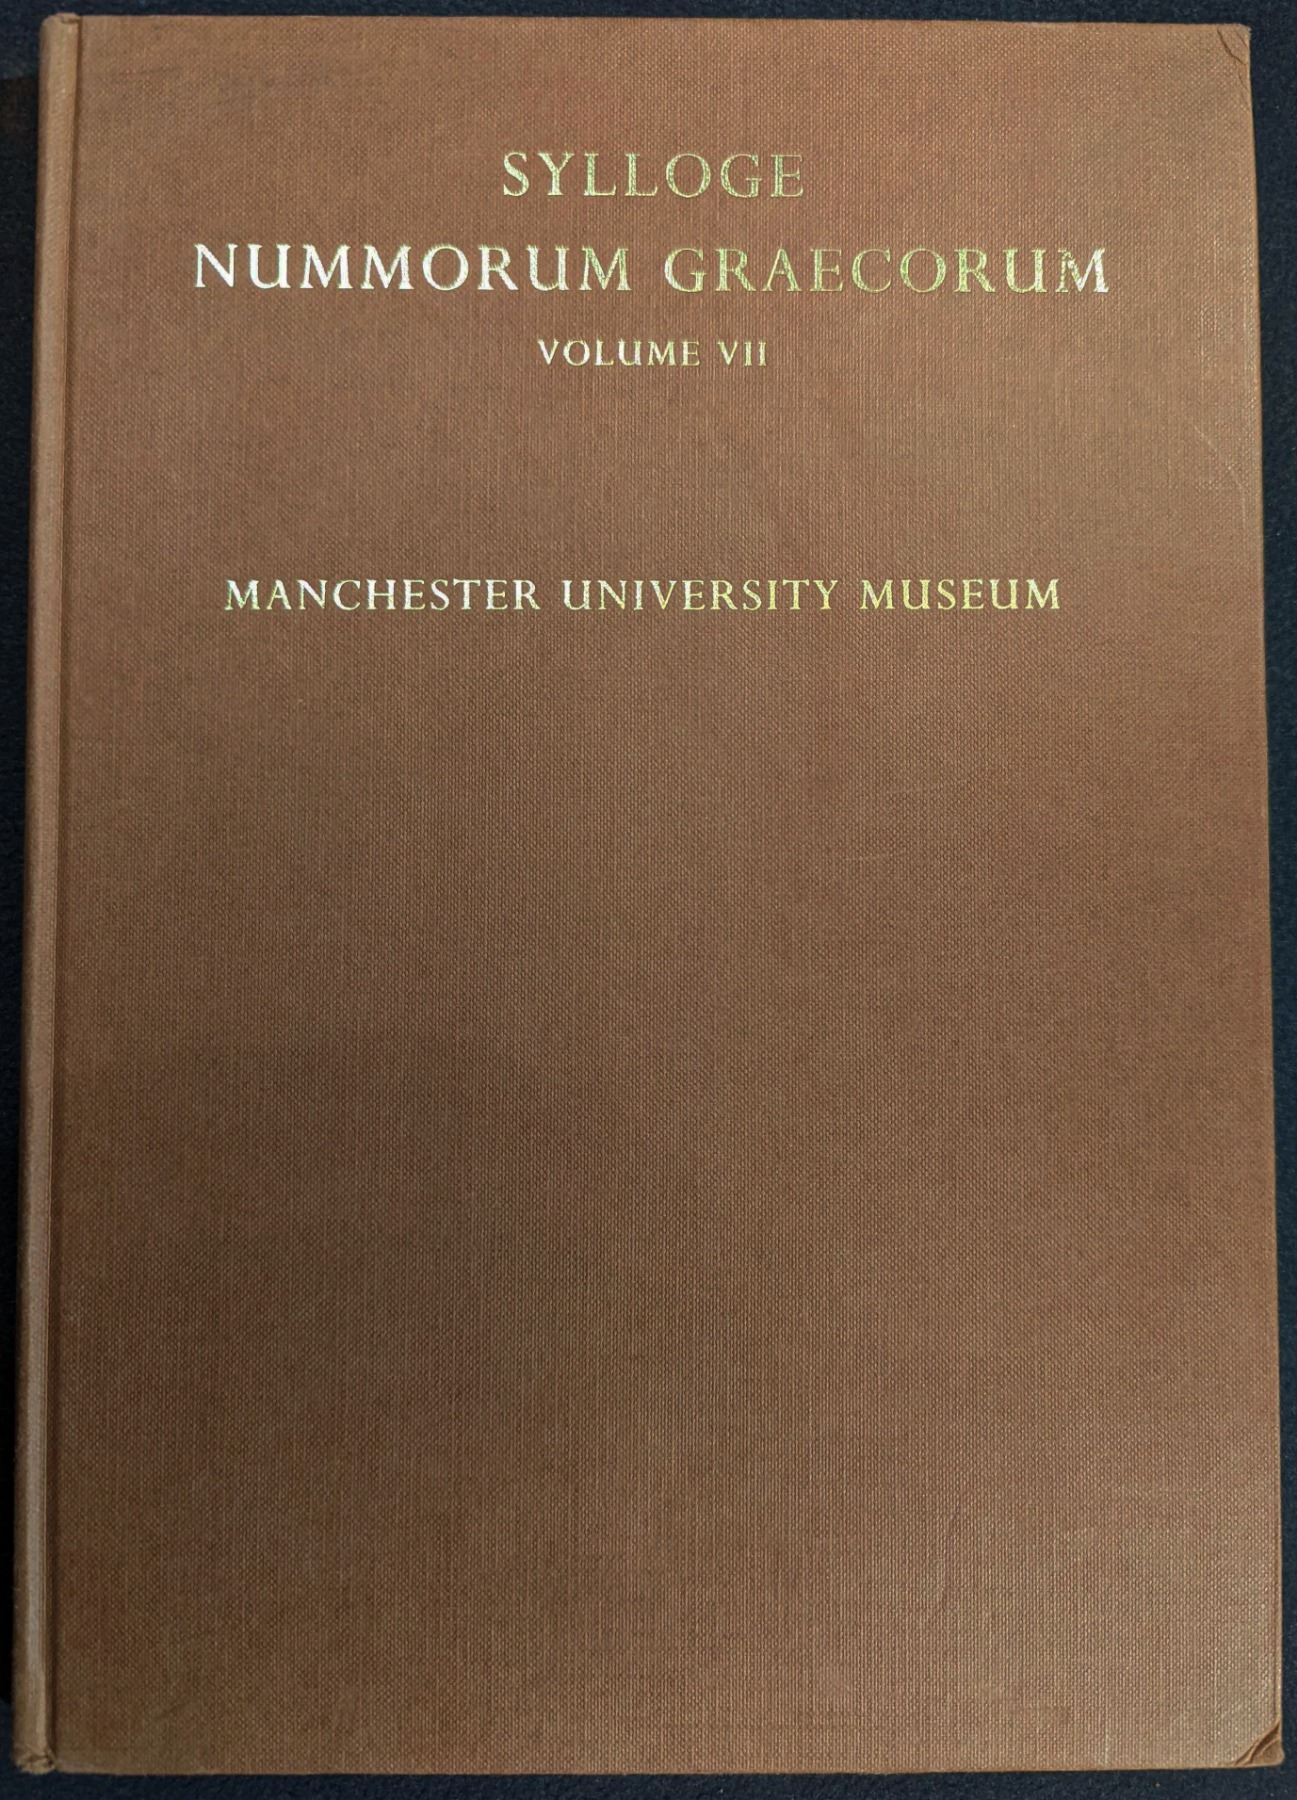 SYLLOGE
NUMMORUM GRAECORUM
VOLUME VII
MANCHESTER UNIVERSITY MUSEUM